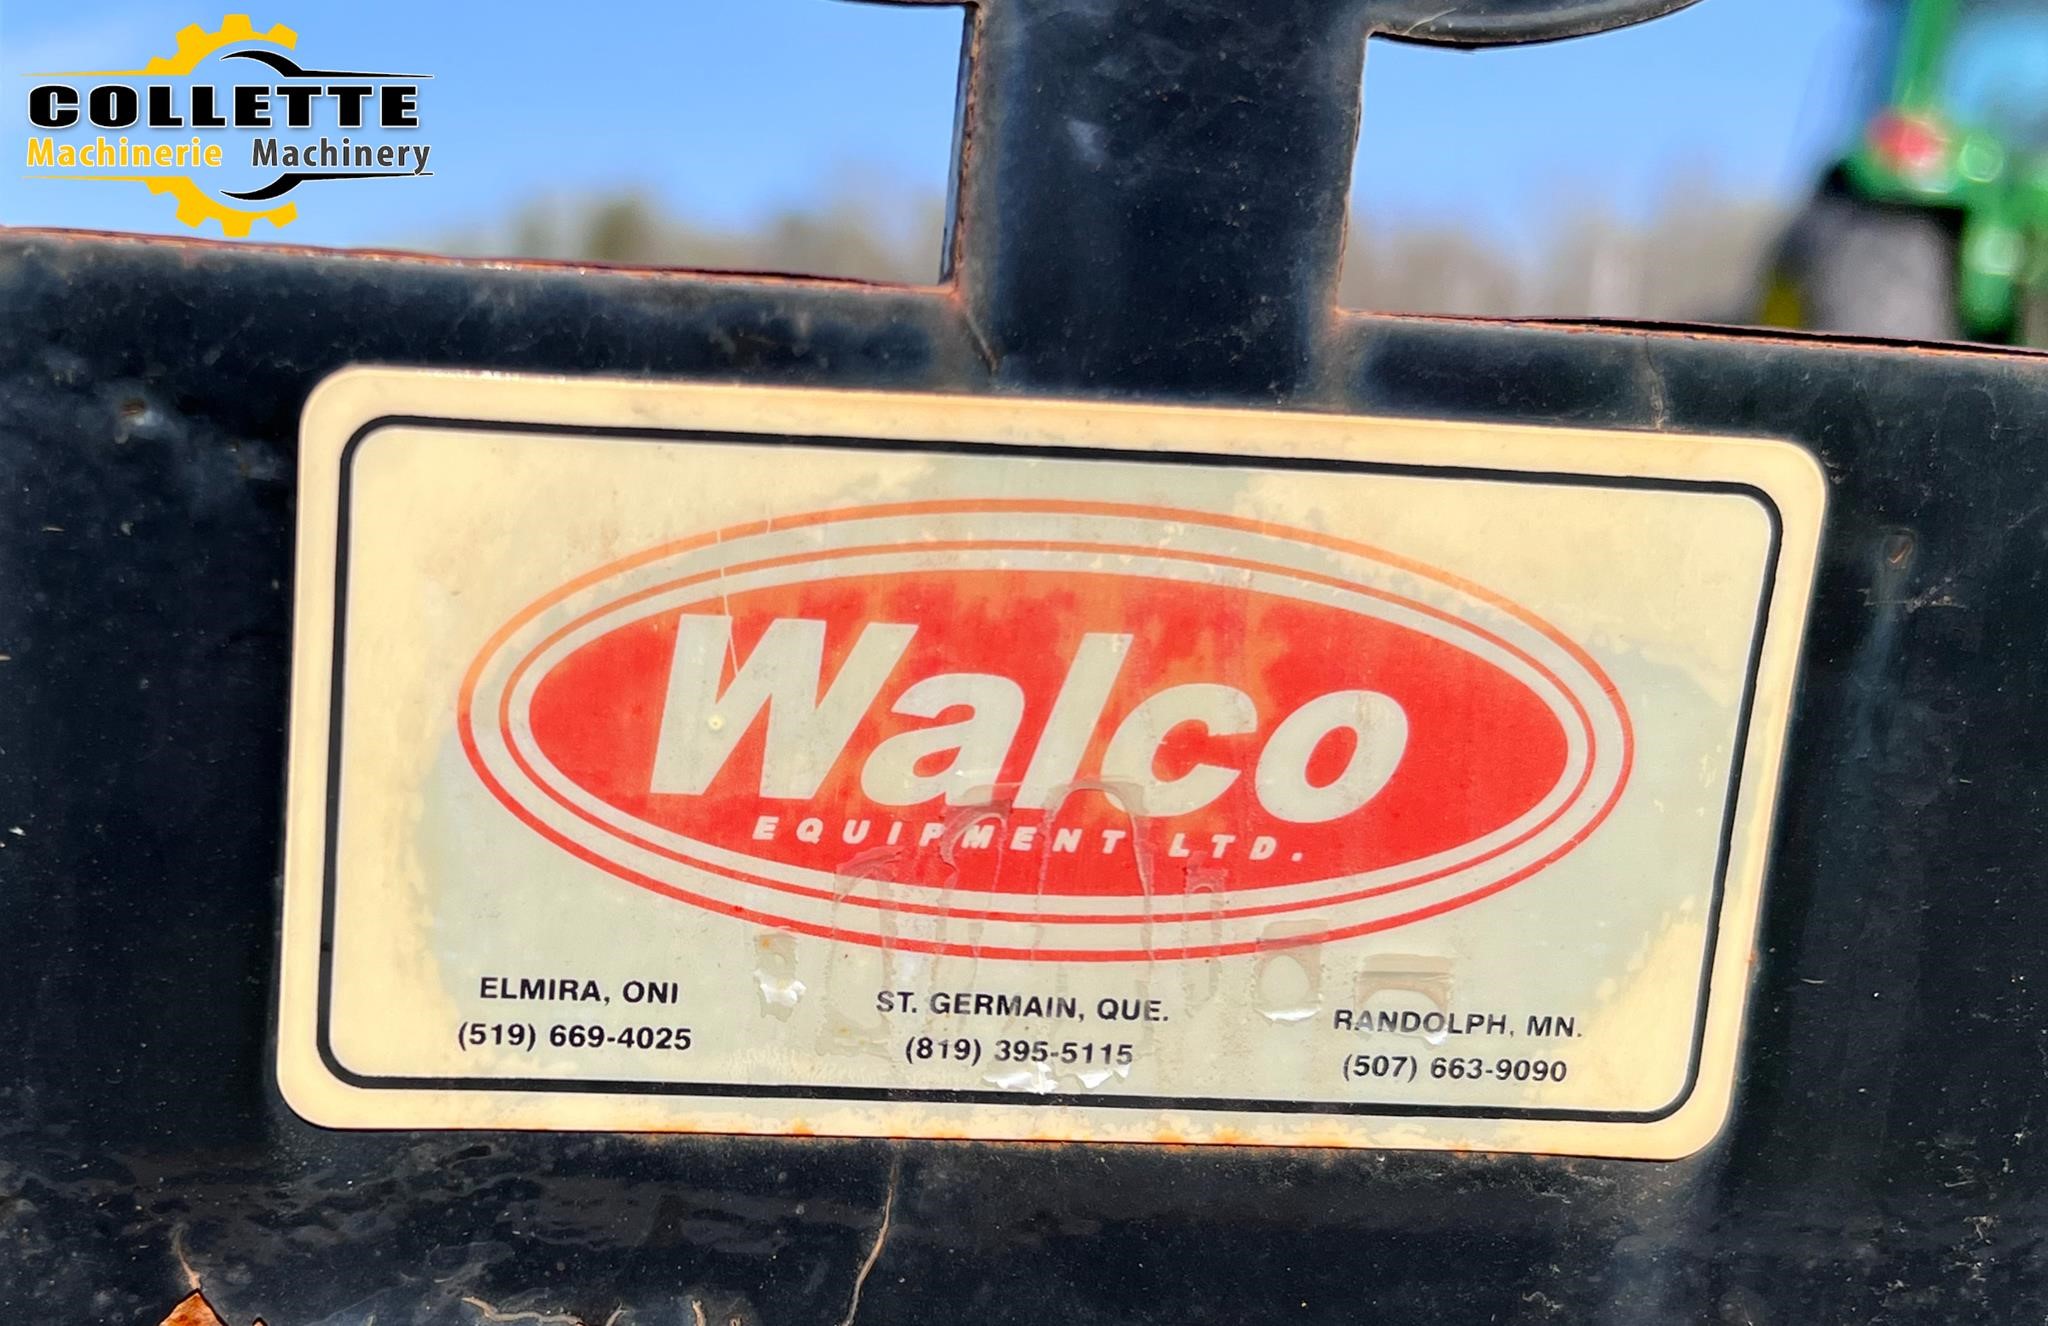 COLLETTE
Machinerie Machinery
Walco
EQUIPMENT LTD.
ELMIRA, ONI
(519) 669-4025
ST. GERMAIN, QUE.
(819) 395-5115
RANDOLPH, MN.
(507) 663-9090